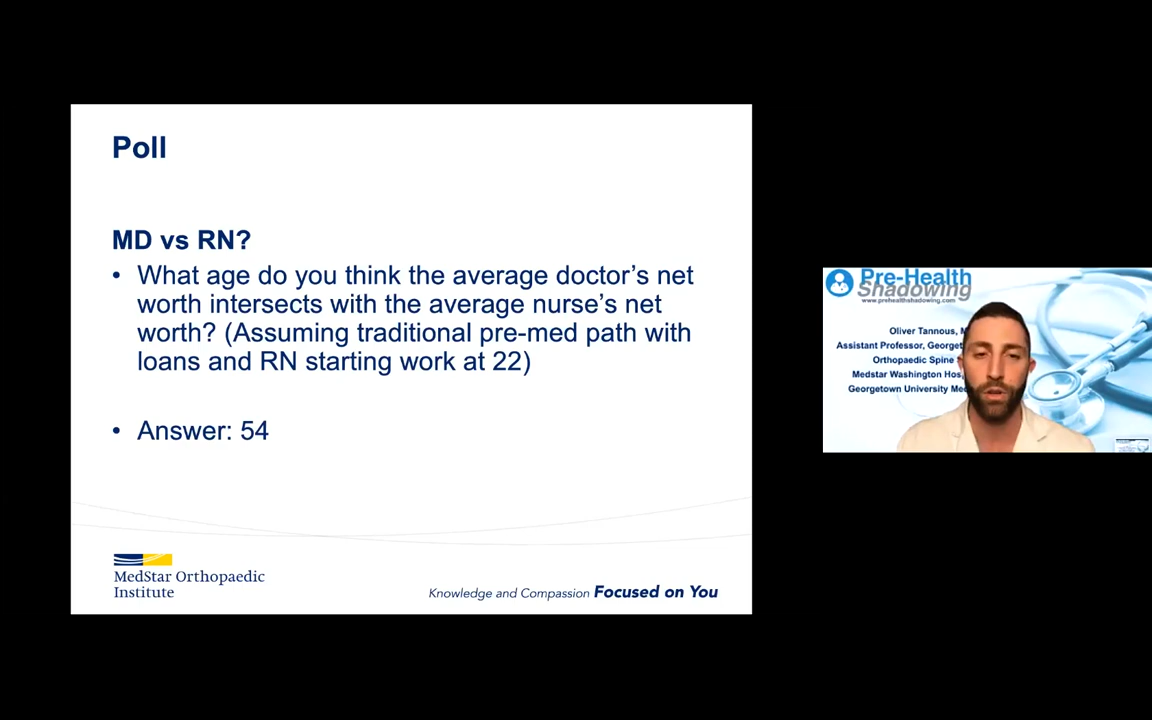 Poll
MD vs RN?
• What age do you think the average doctor's net
worth intersects with the average nurse's net
worth? (Assuming traditional pre-med path with
loans and RN starting work at 22)
• Answer: 54
MedStar Orthopaedic
Institute
Knowledge and Compassion Focused on You
Pre-Health
Shadowing
www.prehealthshadowing.com
Oliver Tannous, M
Assistant Professor, Georget
Orthopaedic Spine
Medstar Washington Hos
Georgetown University Me